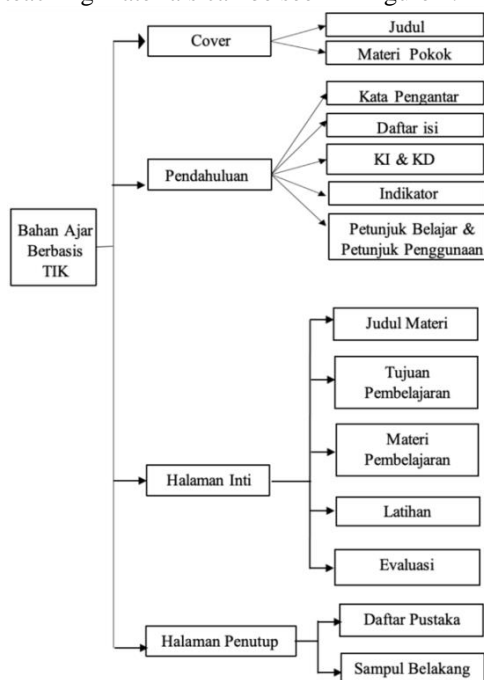 Cover
Judul
Materi Pokok
Pendahuluan
Kata Pengantar
Daftar isi
KI & KD
Indikator
Petunjuk Belajar &
Petunjuk Penggunaan
Bahan Ajar
Berbasis
TIK
Halaman Inti
Judul Materi
Tujuan
Pembelajaran
Materi
Pembelajaran
Latihan
Evaluasi
Halaman Penutup
Daftar Pustaka
Sampul Belakang